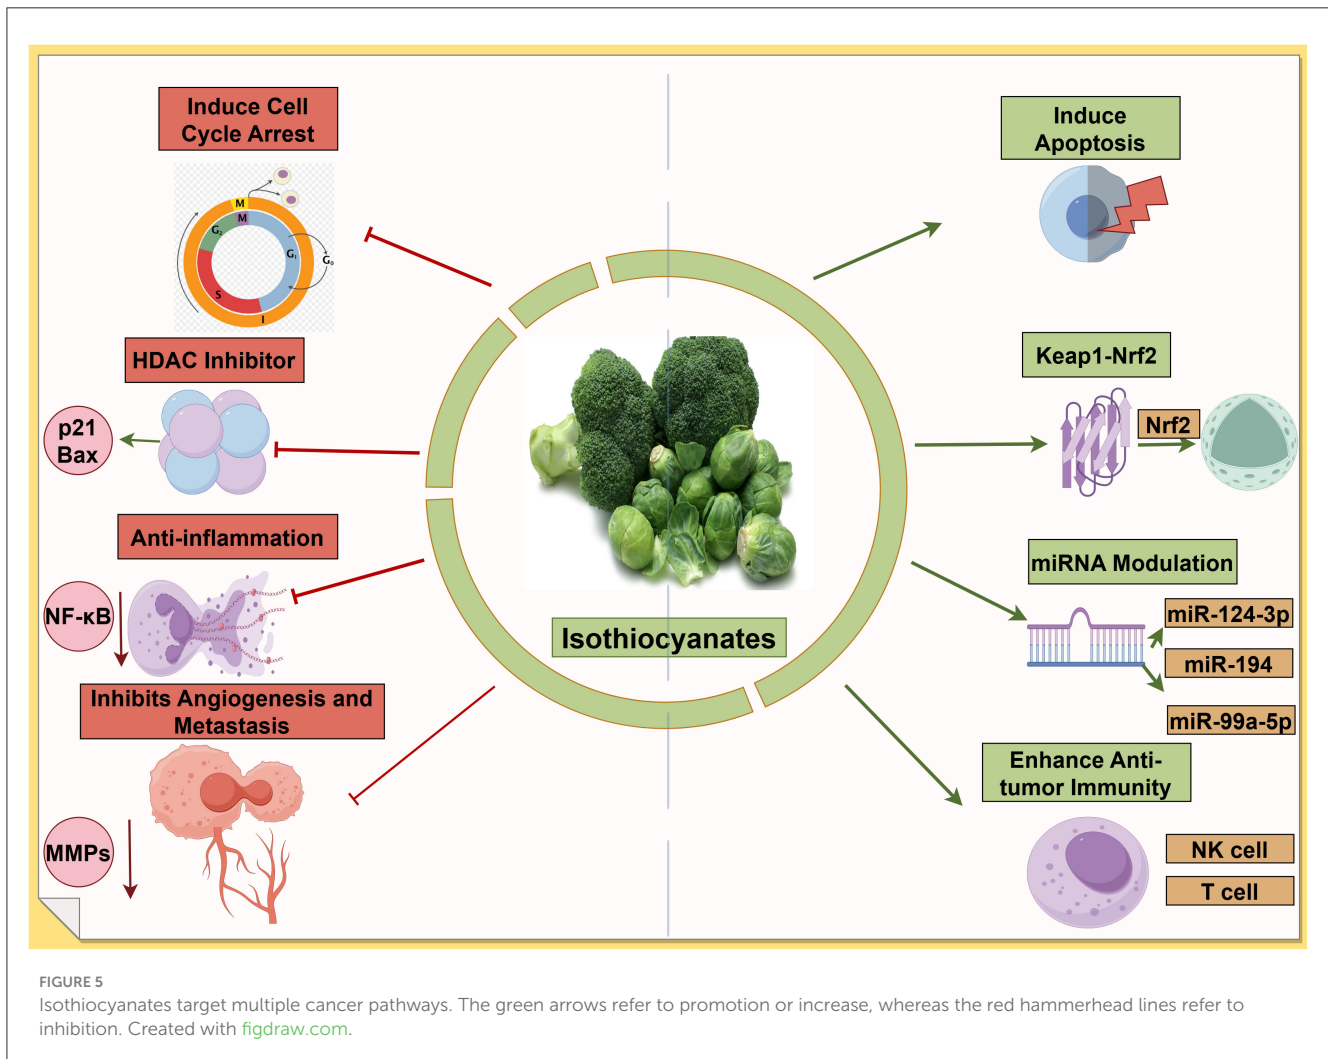 Induce Cell
Cycle Arrest
M
M
G₂
G₁
G₀
S
I
HDAC Inhibitor
p21
Bax
Anti-inflammation
NF-κB
Inhibits Angiogenesis and
Metastasis
MMPs
Isothiocyanates
Induce
Apoptosis
Keap1-Nrf2
Nrf2
miRNA Modulation
miR-124-3p
miR-194
miR-99a-5p
Enhance Anti-
tumor Immunity
NK cell
T cell
FIGURE 5
Isothiocyanates target multiple cancer pathways. The green arrows refer to promotion or increase, whereas the red hammerhead lines refer to
inhibition. Created with figdraw.com.